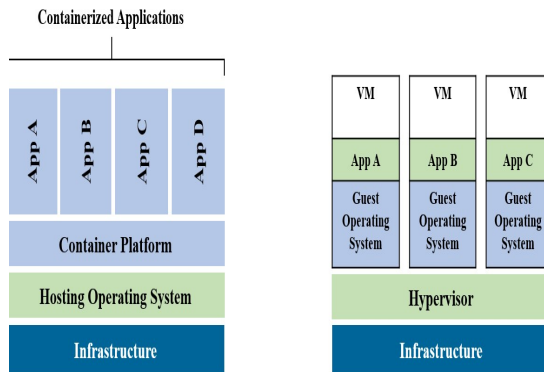 Containerized Applications
App A
App B
App C
App D
Container Platform
Hosting Operating System
Infrastructure
VM
VM
VM
App A
App B
App C
Guest
Operating
System
Guest
Operating
System
Guest
Operating
System
Hypervisor
Infrastructure